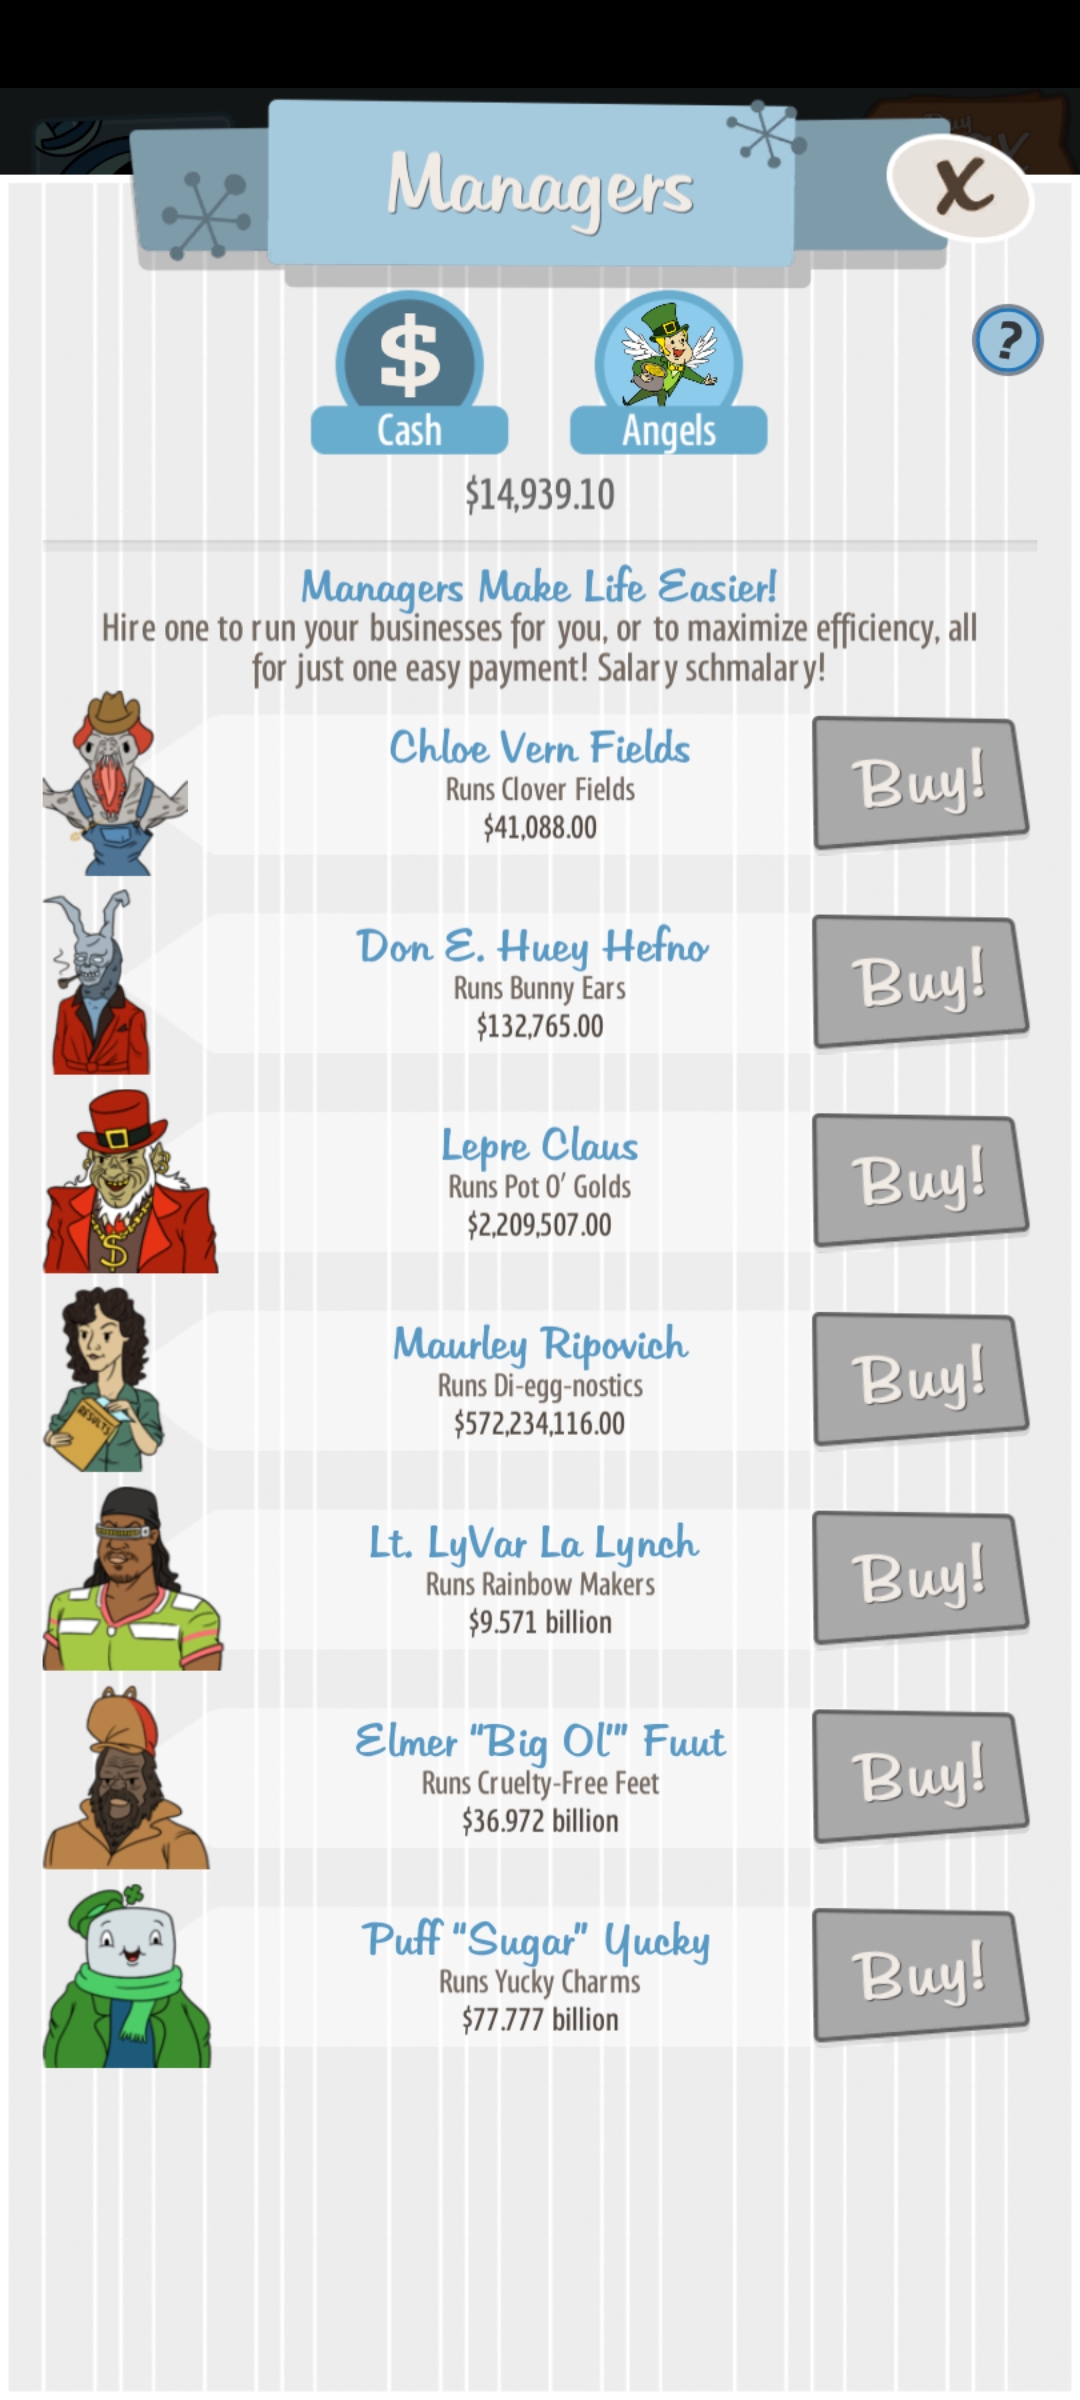 Managers
X
$
?
Cash
Angels
$14,939.10
Managers Make Life Easier!
Hire one to run your businesses for you, or to maximize efficiency, all
for just one easy payment! Salary schmalary!
Chloe Vern Fields
Runs Clover Fields
$41,088.00
Buy!
Don E. Huey Hefno
Runs Bunny Ears
$132,765.00
Buy!
Lepre Claus
Runs Pot O' Golds
$2,209,507.00
Buy!
$
Maurley Ripovich
Runs Di-egg-nostics
$572,234,116.00
Buy!
RESULTS
Lt. LyVar La Lynch
Runs Rainbow Makers
$9.571 billion
Buy!
Elmer "Big Ol'" Fuut
Runs Cruelty-Free Feet
$36.972 billion
Buy!
Puff "Sugar" Yucky
Runs Yucky Charms
$77.777 billion
Buy!